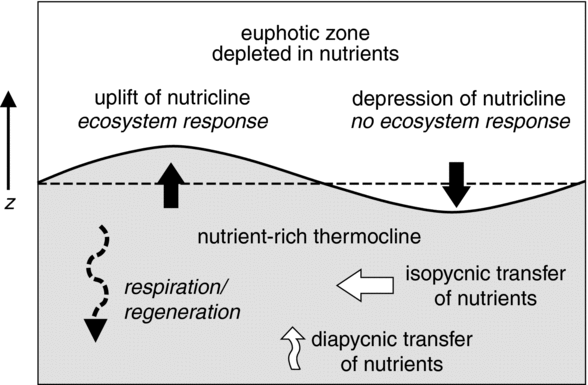 euphotic zone
depleted in nutrients
uplift of nutricline
ecosystem response
depression of nutricline
no ecosystem response
z
nutrient-rich thermocline
respiration/
regeneration
isopycnic transfer
of nutrients
diapycnic transfer
of nutrients